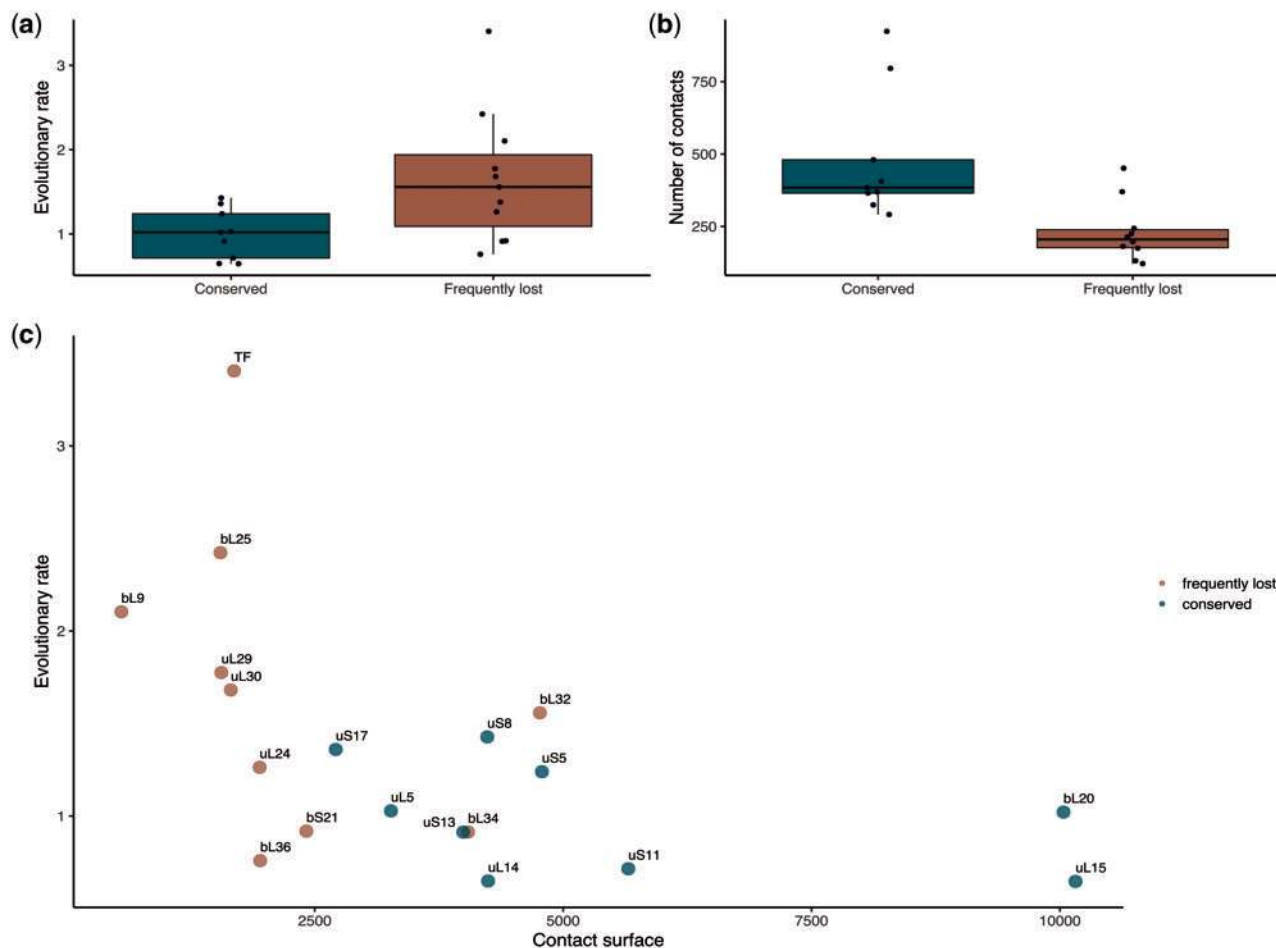 (a)
Evolutionary rate
3
2
1
Conserved
Frequently lost
(b)
Number of contacts
750
500
250
Conserved
Frequently lost
(c)
Evolutionary rate
3
2
1
TF
bL25
bL9
uL29
uL30
bL32
uS8
uS17
uL24
uS5
uL5
bL20
bS21
uS13
bL34
bL36
uL14
uS11
uL15
frequently lost
conserved
2500
5000
7500
10000
Contact surface